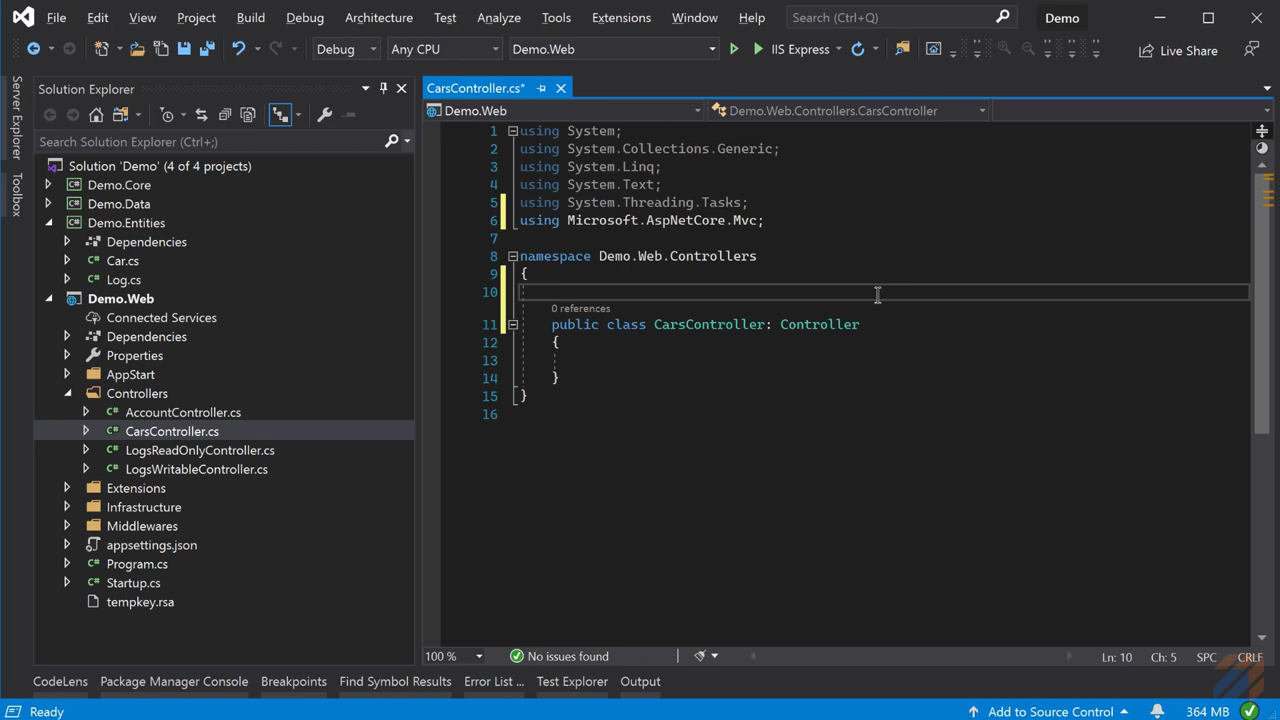 File Edit View Project Build Debug Architecture Test Analyze Tools Extensions Window Help Search (Ctrl+Q) Demo
Debug Any CPU Demo.Web IIS Express Live Share
Server Explorer
Toolbox
Solution Explorer
Search Solution Explorer (Ctrl+;)
Solution 'Demo' (4 of 4 projects)
C# Demo.Core
C# Demo.Data
C# Demo.Entities
Dependencies
C# Car.cs
C# Log.cs
Demo.Web
Connected Services
Dependencies
Properties
AppStart
Controllers
C# AccountController.cs
C# CarsController.cs
C# LogsReadOnlyController.cs
C# LogsWritableController.cs
Extensions
Infrastructure
Middlewares
appsettings.json
C# Program.cs
C# Startup.cs
tempkey.rsa
CarsController.cs*
Demo.Web Demo.Web.Controllers.CarsController
1 using System;
2 using System.Collections.Generic;
3 using System.Linq;
4 using System.Text;
5 using System.Threading.Tasks;
6 using Microsoft.AspNetCore.Mvc;
7
8 namespace Demo.Web.Controllers
9 {
10
0 references
11 public class CarsController: Controller
12 {
13
14 }
15 }
16
100 % No issues found Ln: 10 Ch: 5 SPC CRLF
CodeLens Package Manager Console Breakpoints Find Symbol Results Error List ... Test Explorer Output
Ready Add to Source Control 364 MB